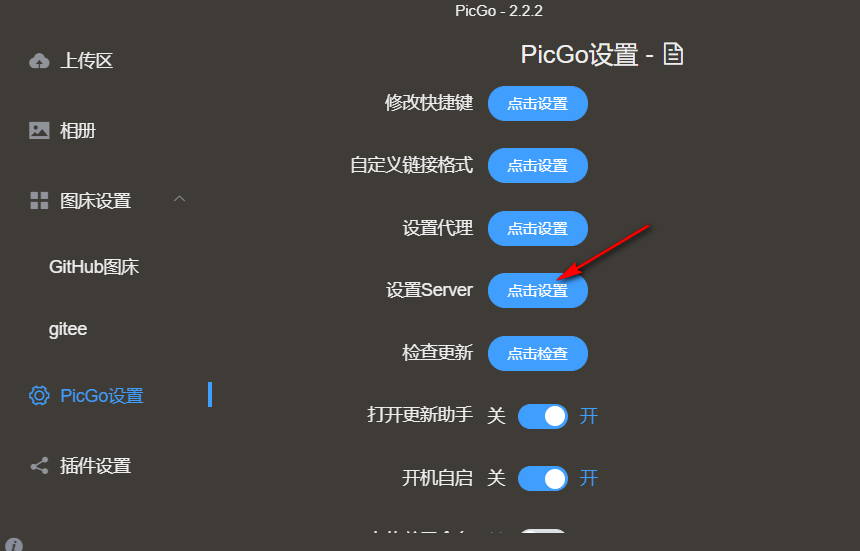 PicGo - 2.2.2
上传区
相册
图床设置
GitHub图床
gitee
PicGo设置
插件设置
PicGo设置 -
修改快捷键 点击设置
自定义链接格式 点击设置
设置代理 点击设置
设置Server 点击设置
检查更新 点击检查
打开更新助手 关 开
开机自启 关 开